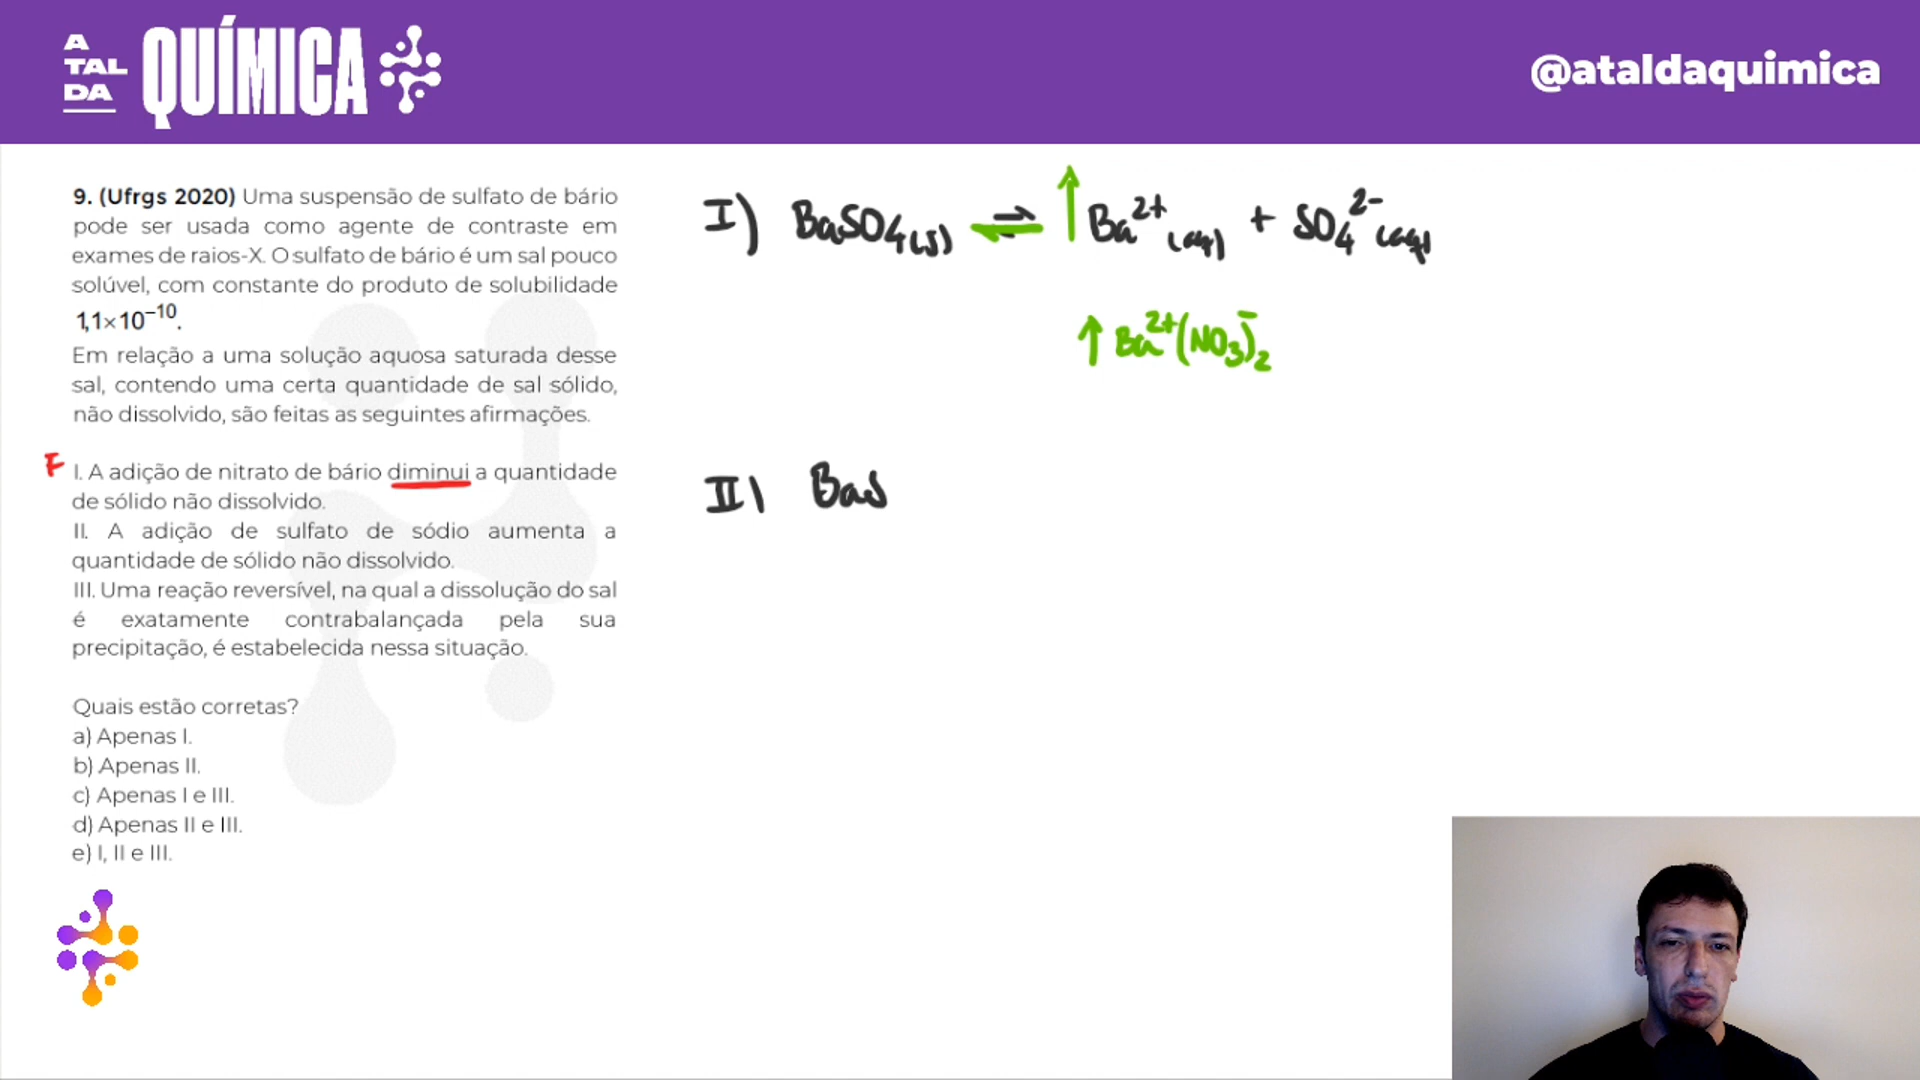 A
TAL
DA
QUÍMICA
@ataldaquimica
9. (Ufrgs 2020) Uma suspensão de sulfato de bário
pode ser usada como agente de contraste em
exames de raios-X. O sulfato de bário é um sal pouco
solúvel, com constante do produto de solubilidade
1,1×10⁻¹⁰.
Em relação a uma solução aquosa saturada desse
sal, contendo uma certa quantidade de sal sólido,
não dissolvido, são feitas as seguintes afirmações.
F I. A adição de nitrato de bário diminui a quantidade
de sólido não dissolvido.
II. A adição de sulfato de sódio aumenta a
quantidade de sólido não dissolvido.
III. Uma reação reversível, na qual a dissolução do sal
é exatamente contrabalançada pela sua
precipitação, é estabelecida nessa situação.
Quais estão corretas?
a) Apenas I.
b) Apenas II.
c) Apenas I e III.
d) Apenas II e III.
e) I, II e III.
I) BaSO₄(s) ⇌ ↑ Ba²⁺(aq) + SO₄²⁻(aq)
↑ Ba²⁺(NO₃⁻)₂
II) BaS